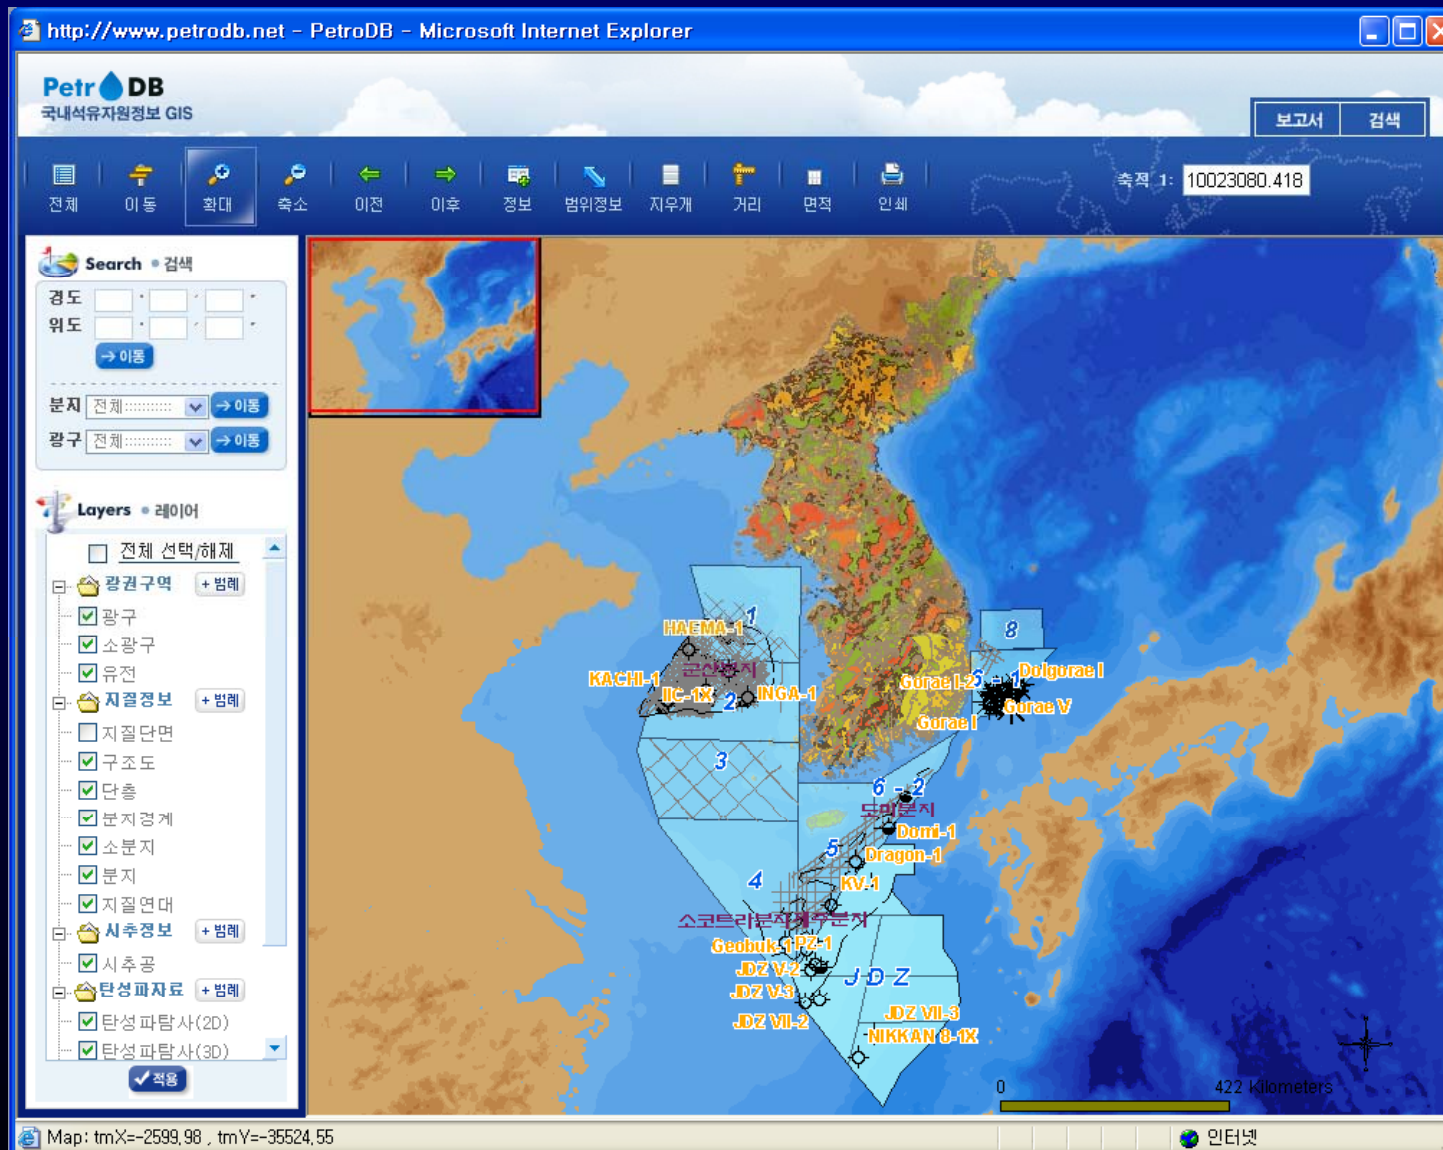 http://www.petrodb.net - PetroDB - Microsoft Internet Explorer
Petr DB
국내석유자원정보 GIS
보고서 검색
전체 이동 확대 축소 이전 이후 정보 범위정보 지우개 거리 면적 인쇄
축척 1: 10023080.418
Search 검색
경도
위도
이동
분지 전체 이동
광구 전체 이동
Layers 레이어
전체 선택/해제
광권구역 +범례
광구
소광구
유전
지질정보 +범례
지질단면
구조도
단층
분지경계
소분지
분지
지질연대
시추정보 +범례
시추공
탄성파자료 +범례
탄성파탐사(2D)
탄성파탐사(3D)
적용
1
HAEMA-1
군산분지
KACHI-1
IIC-1X
2
INGA-1
3
8
Dolgorae I
6 - 1
Gorae I-2
Gorae V
Gorae I
6 - 2
도미분지
Domi-1
5
Dragon-1
4
KV-1
소코트라분지
제주분지
Geobuk-1
PZ-1
JDZ V-2
JDZ
JDZ V-3
JDZ VII-2
JDZ VII-3
NIKKAN 8-1X
0 422 Kilometers
Map: tmX=-2599,98 , tmY=-35524,55
인터넷